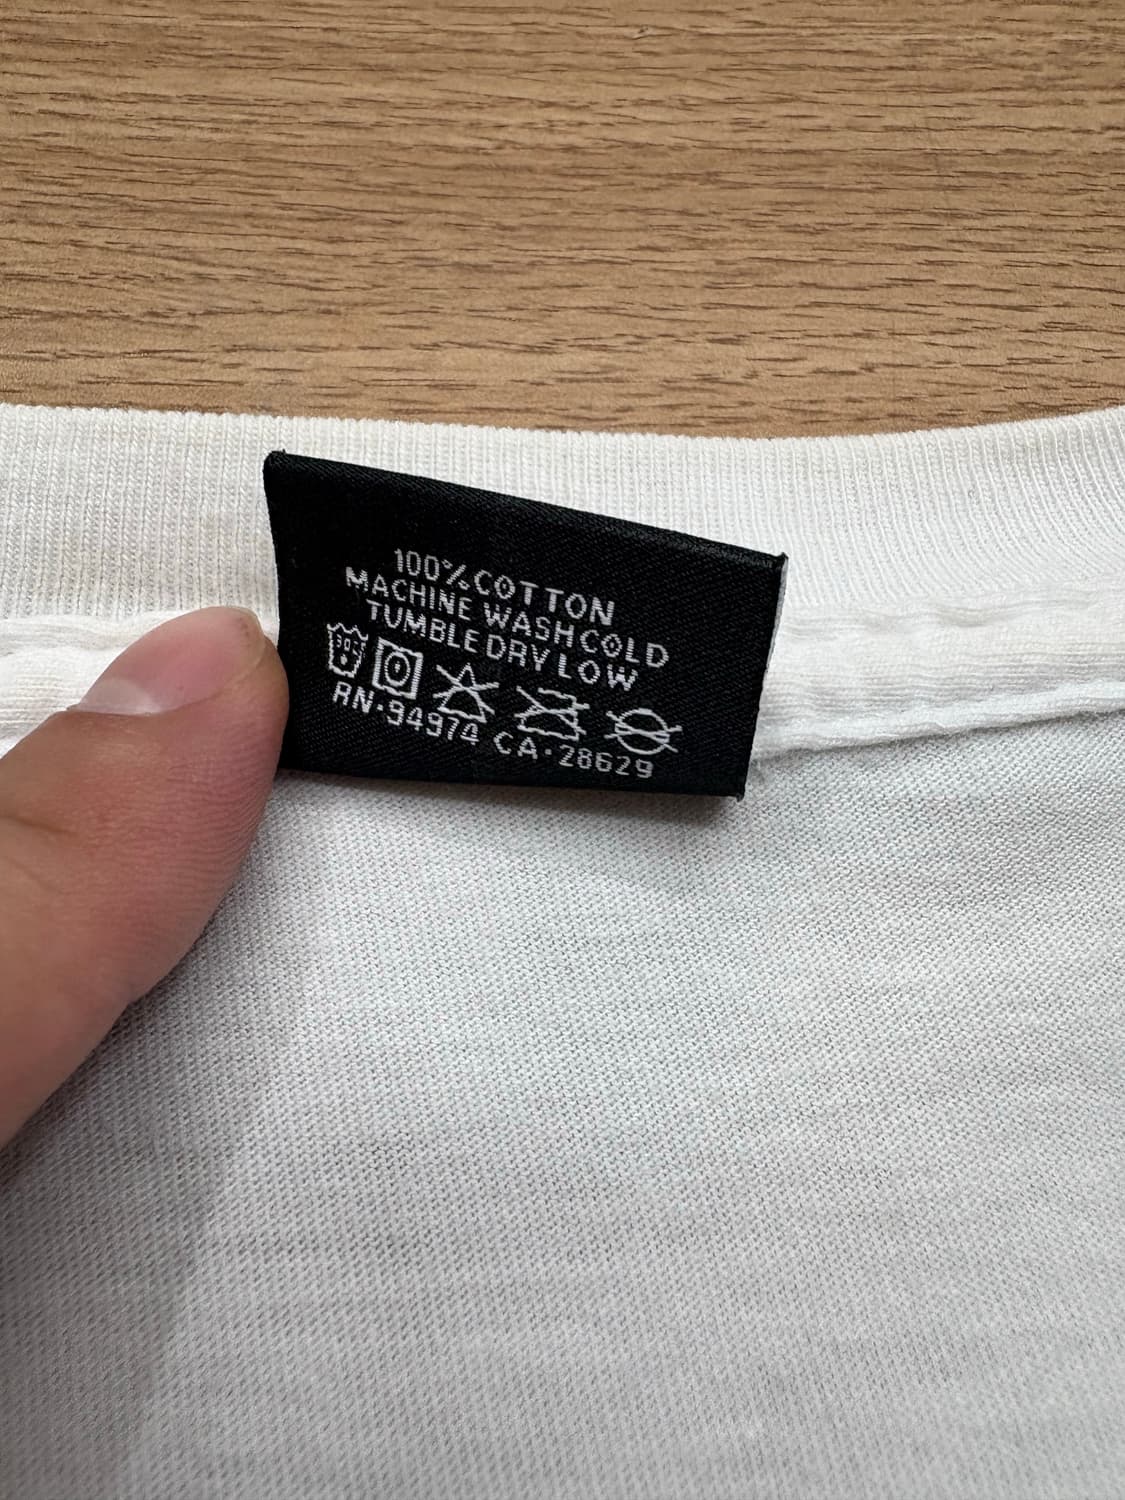 100% COTTON
MACHINE WASH COLD
TUMBLE DRY LOW
RN·94974 CA·28629